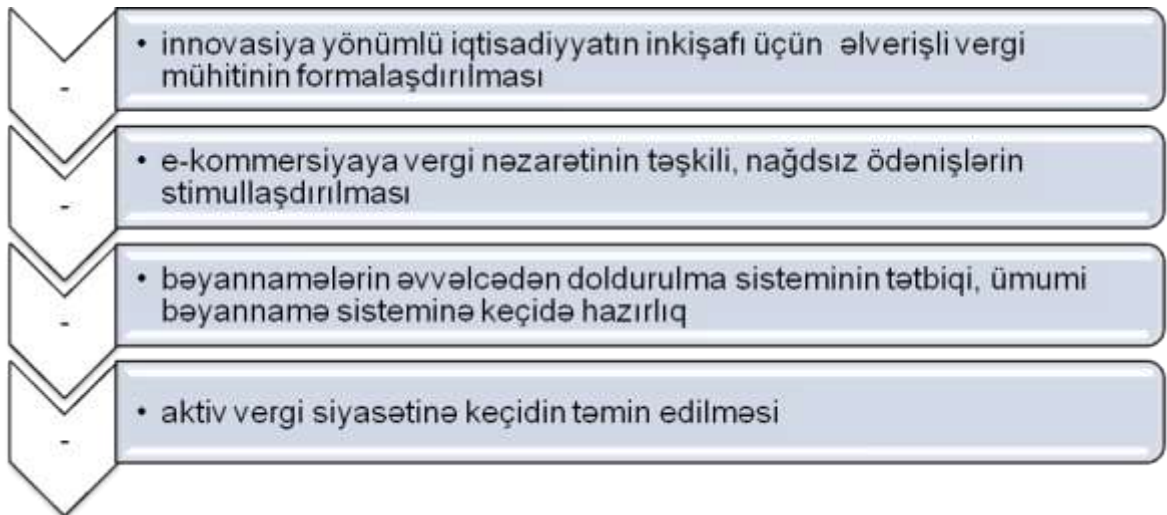 • innovasiya yönümlü iqtisadiyyatın inkişafı üçün əlverişli vergi
mühitinin formalaşdırılması
-
• e-kommersiyaya vergi nəzarətinin təşkili, nağdsız ödənişlərin
stimullaşdırılması
-
• bəyannamələrin əvvəlcədən doldurulma sisteminin tətbiqi, ümumi
bəyannamə sisteminə keçidə hazırlıq
-
• aktiv vergi siyasətinə keçidin təmin edilməsi
-